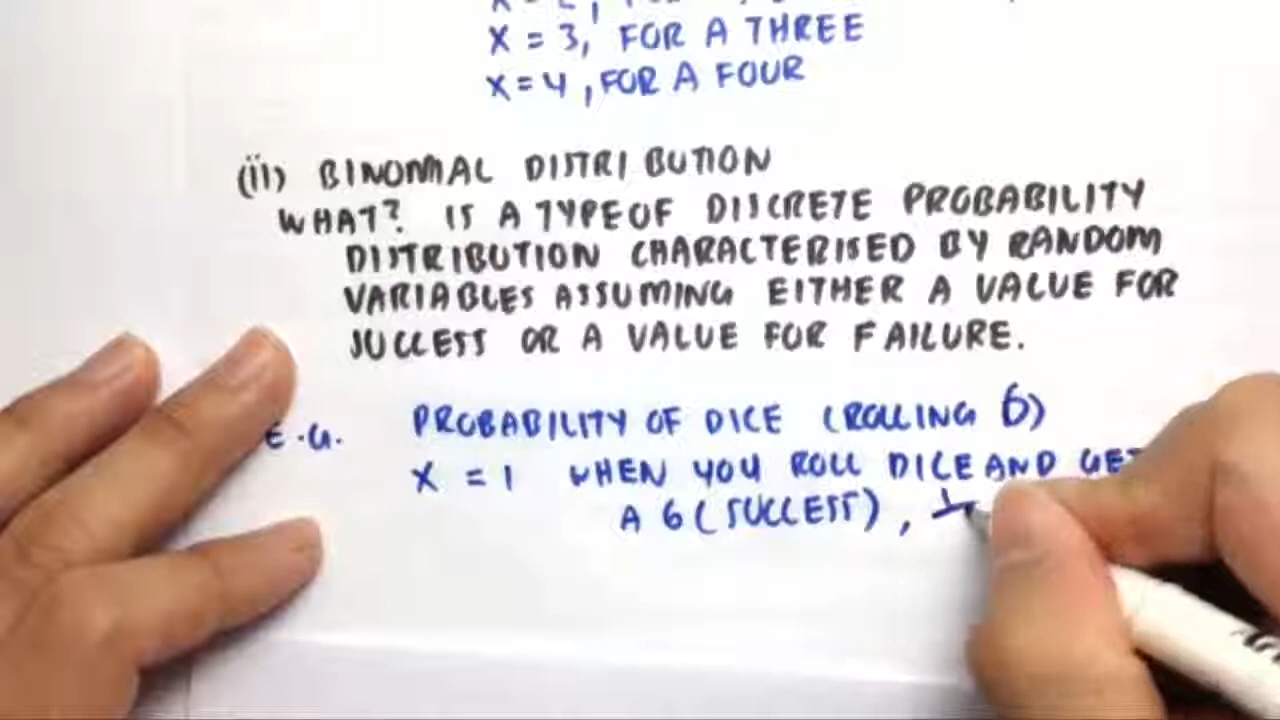 X = 3, FOR A THREE
X = 4, FOR A FOUR
(ii) BINOMIAL DISTRIBUTION
WHAT? IS A TYPE OF DISCRETE PROBABILITY
DISTRIBUTION CHARACTERISED BY RANDOM
VARIABLES ASSUMING EITHER A VALUE FOR
SUCCESS OR A VALUE FOR FAILURE.
E.G. PROBABILITY OF DICE (ROLLING 6)
X = 1 WHEN YOU ROLL DICE AND GET
A 6 (SUCCESS), 1